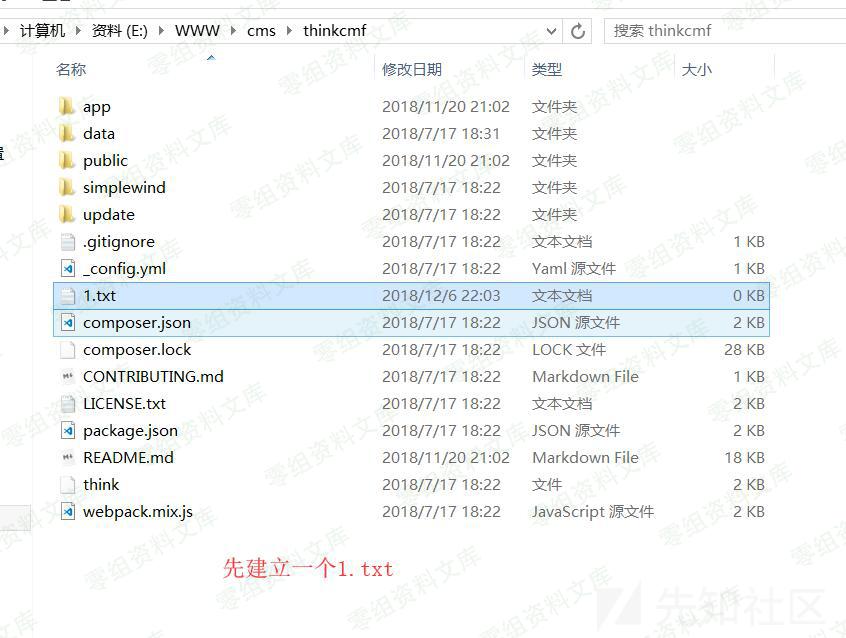 计算机 资料 (E:) WWW cms thinkcmf 搜索 thinkcmf
名称 修改日期 类型 大小
app 2018/11/20 21:02 文件夹
data 2018/7/17 18:31 文件夹
public 2018/11/20 21:02 文件夹
simplewind 2018/7/17 18:22 文件夹
update 2018/7/17 18:22 文件夹
.gitignore 2018/7/17 18:22 文本文档 1 KB
_config.yml 2018/7/17 18:22 Yaml 源文件 1 KB
1.txt 2018/12/6 22:03 文本文档 0 KB
composer.json 2018/7/17 18:22 JSON 源文件 2 KB
composer.lock 2018/7/17 18:22 LOCK 文件 28 KB
CONTRIBUTING.md 2018/7/17 18:22 Markdown File 1 KB
LICENSE.txt 2018/7/17 18:22 文本文档 2 KB
package.json 2018/7/17 18:22 JSON 源文件 2 KB
README.md 2018/11/20 21:02 Markdown File 18 KB
think 2018/7/17 18:22 文件 2 KB
webpack.mix.js 2018/7/17 18:22 JavaScript 源文件 2 KB
先建立一个1.txt
零组资料文库
先知社区